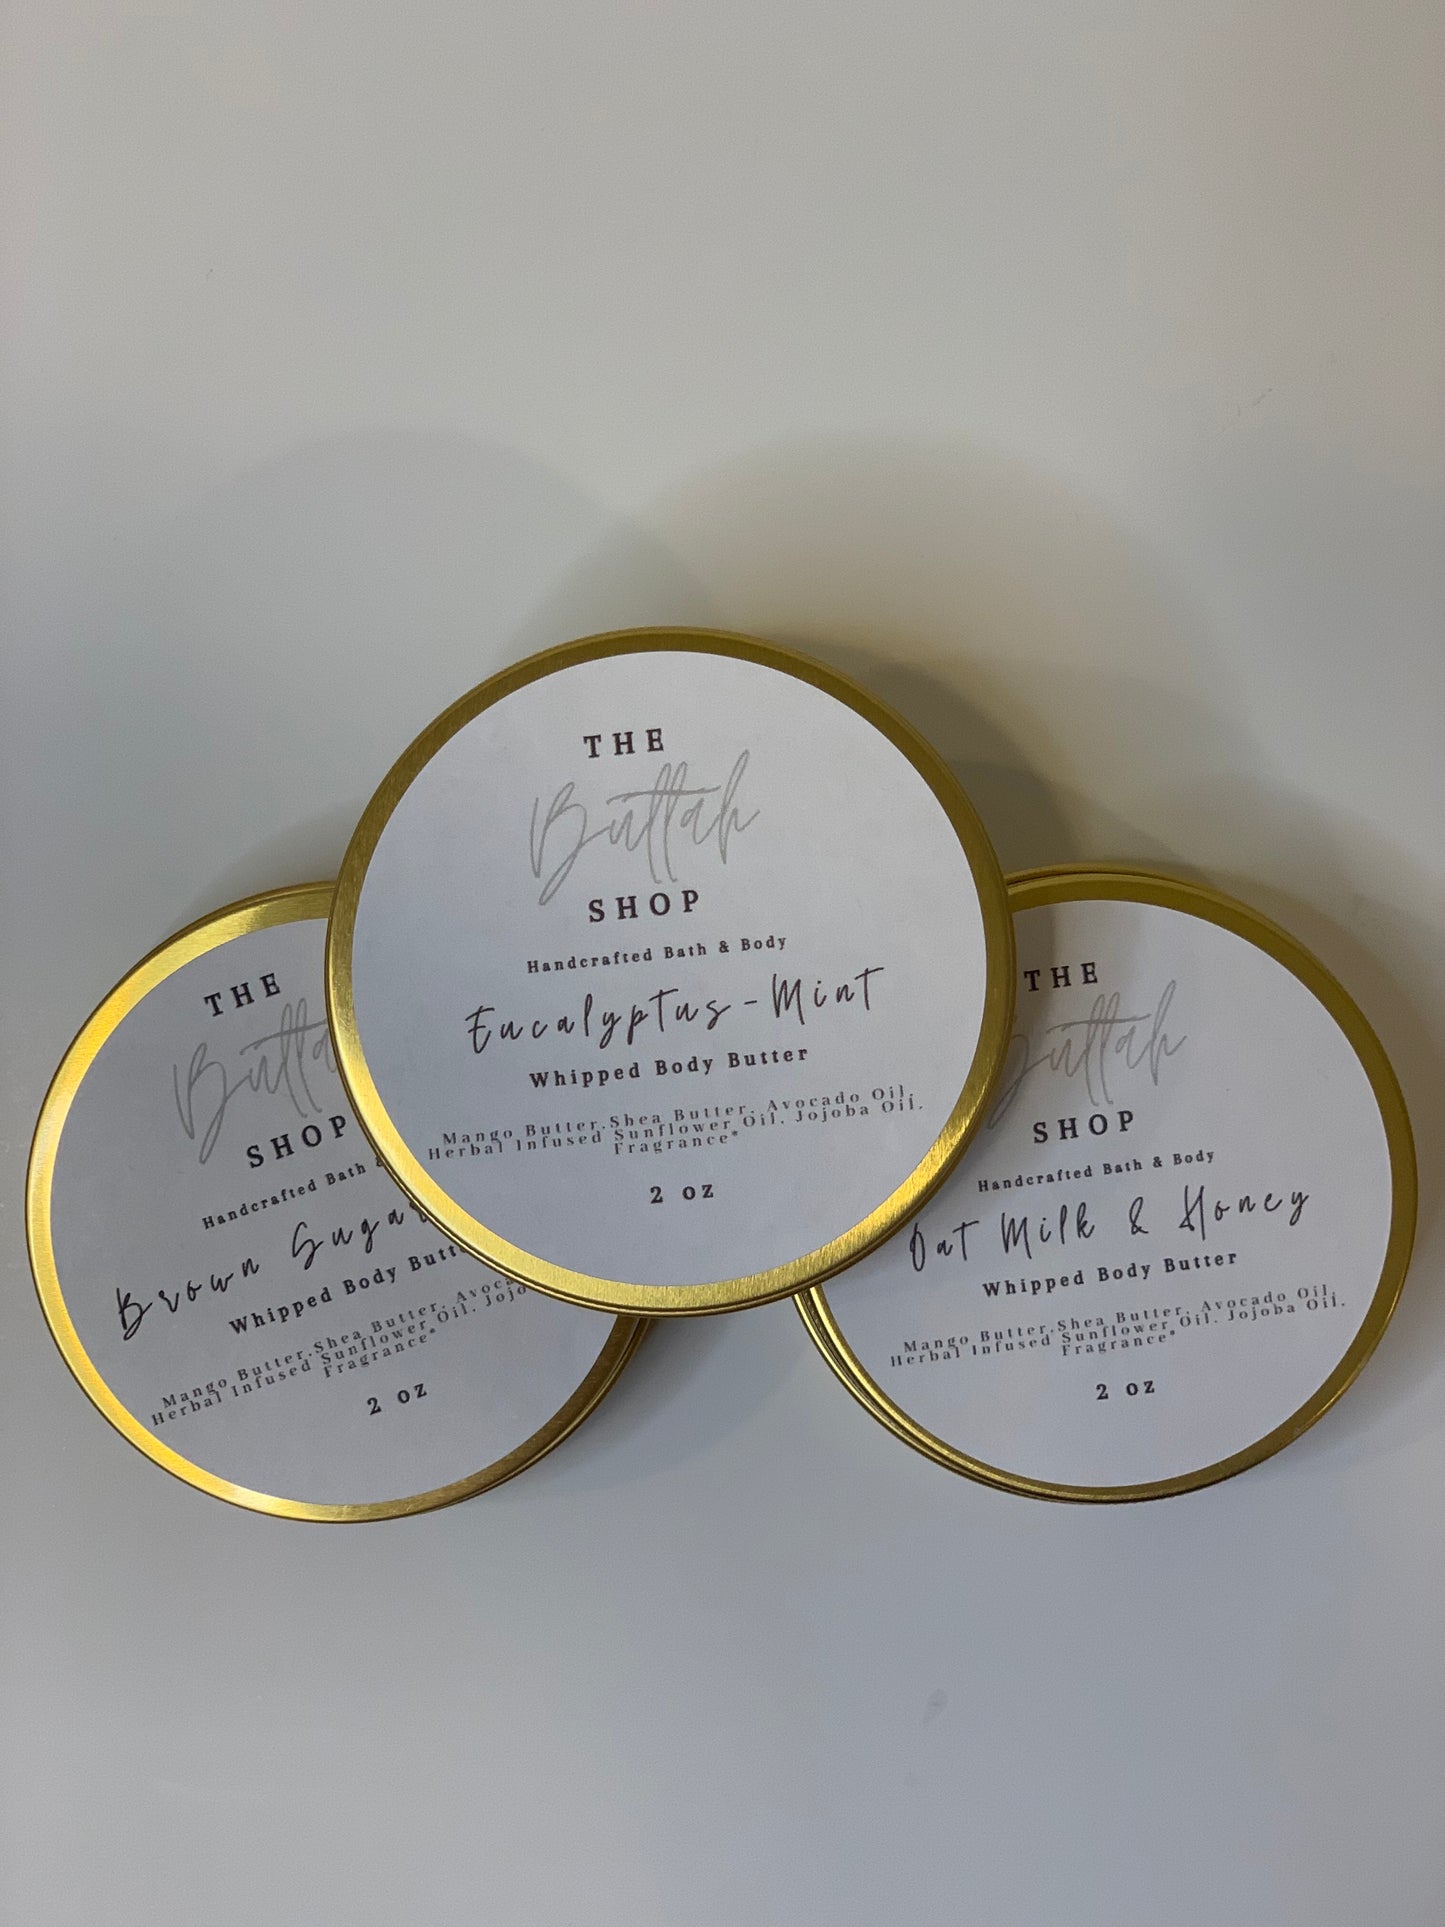 THE
Buttah
SHOP
Handcrafted Bath & Body
Eucalyptus-Mint
Whipped Body Butter
Mango Butter.Shea Butter. Avocado Oil.
Herbal Infused Sunflower Oil. Jojoba Oil.
Fragrance*
2 oz
THE
SHOP
Handcrafted Bath &
Brown Sugar
Whipped Body
Mango Butter.Shea Butter.
Herbal Infused Sunflower Oil.
Fragrance*
2 oz
THE
Buttah
SHOP
Handcrafted Bath & Body
Oat Milk & Honey
Whipped Body Butter
Mango Butter.Shea Butter. Avocado Oil.
Herbal Infused Sunflower Oil. Jojoba Oil.
Fragrance*
2 oz